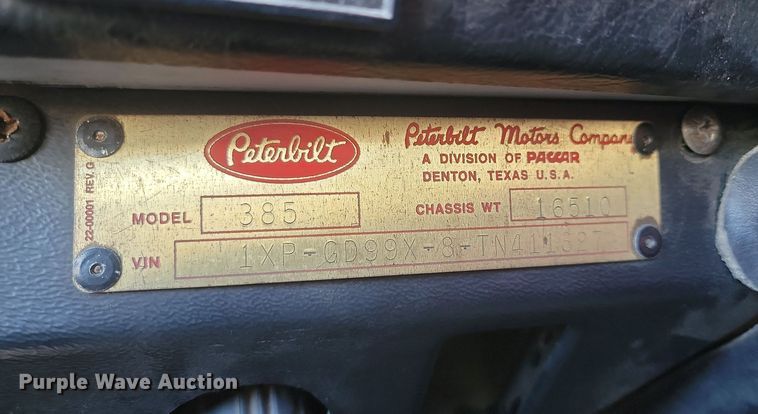 Peterbilt
Peterbilt Motors Company
A DIVISION OF PACCAR
DENTON, TEXAS U.S.A.
MODEL 385 CHASSIS WT 16510
VIN
22-00001 REV. G
Purple Wave Auction